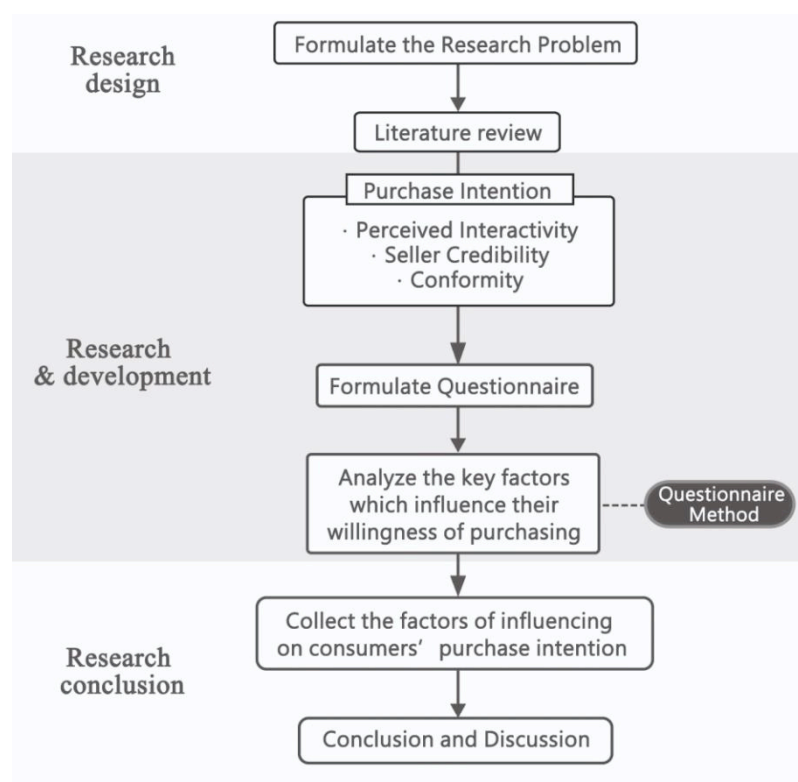 Research
design
Formulate the Research Problem
Literature review
Purchase Intention
· Perceived Interactivity
· Seller Credibility
· Conformity
Research
& development
Formulate Questionnaire
Analyze the key factors
which influence their
willingness of purchasing
Questionnaire
Method
Research
conclusion
Collect the factors of influencing
on consumers’ purchase intention
Conclusion and Discussion